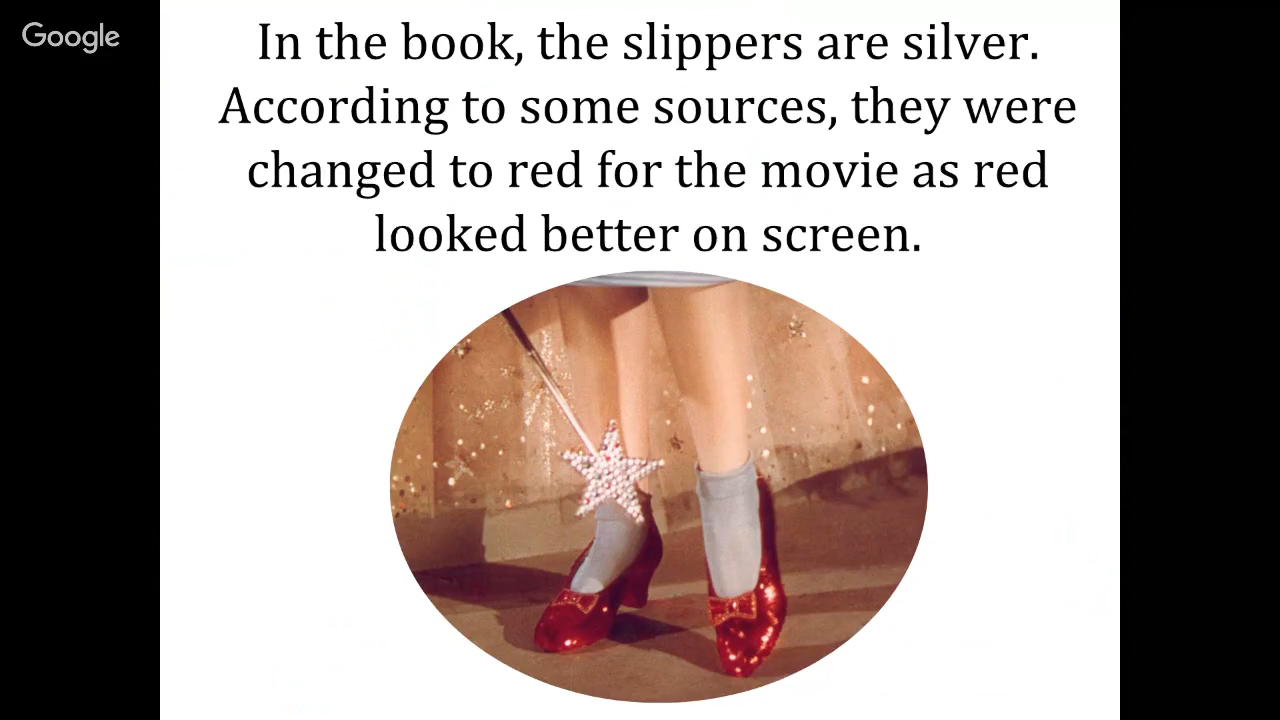 Google
In the book, the slippers are silver.
According to some sources, they were
changed to red for the movie as red
looked better on screen.